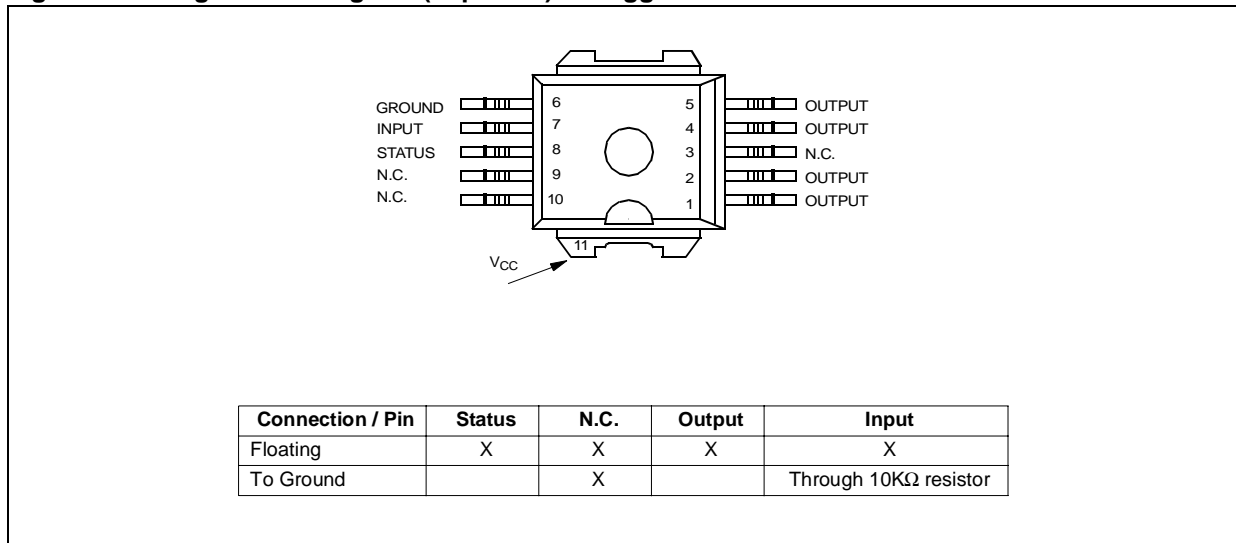 GROUND 6 5 OUTPUT
INPUT 7 4 OUTPUT
STATUS 8 3 N.C.
N.C. 9 2 OUTPUT
N.C. 10 1 OUTPUT
11
VCC
Connection / Pin Status N.C. Output Input
Floating X X X X
To Ground X Through 10KΩ resistor